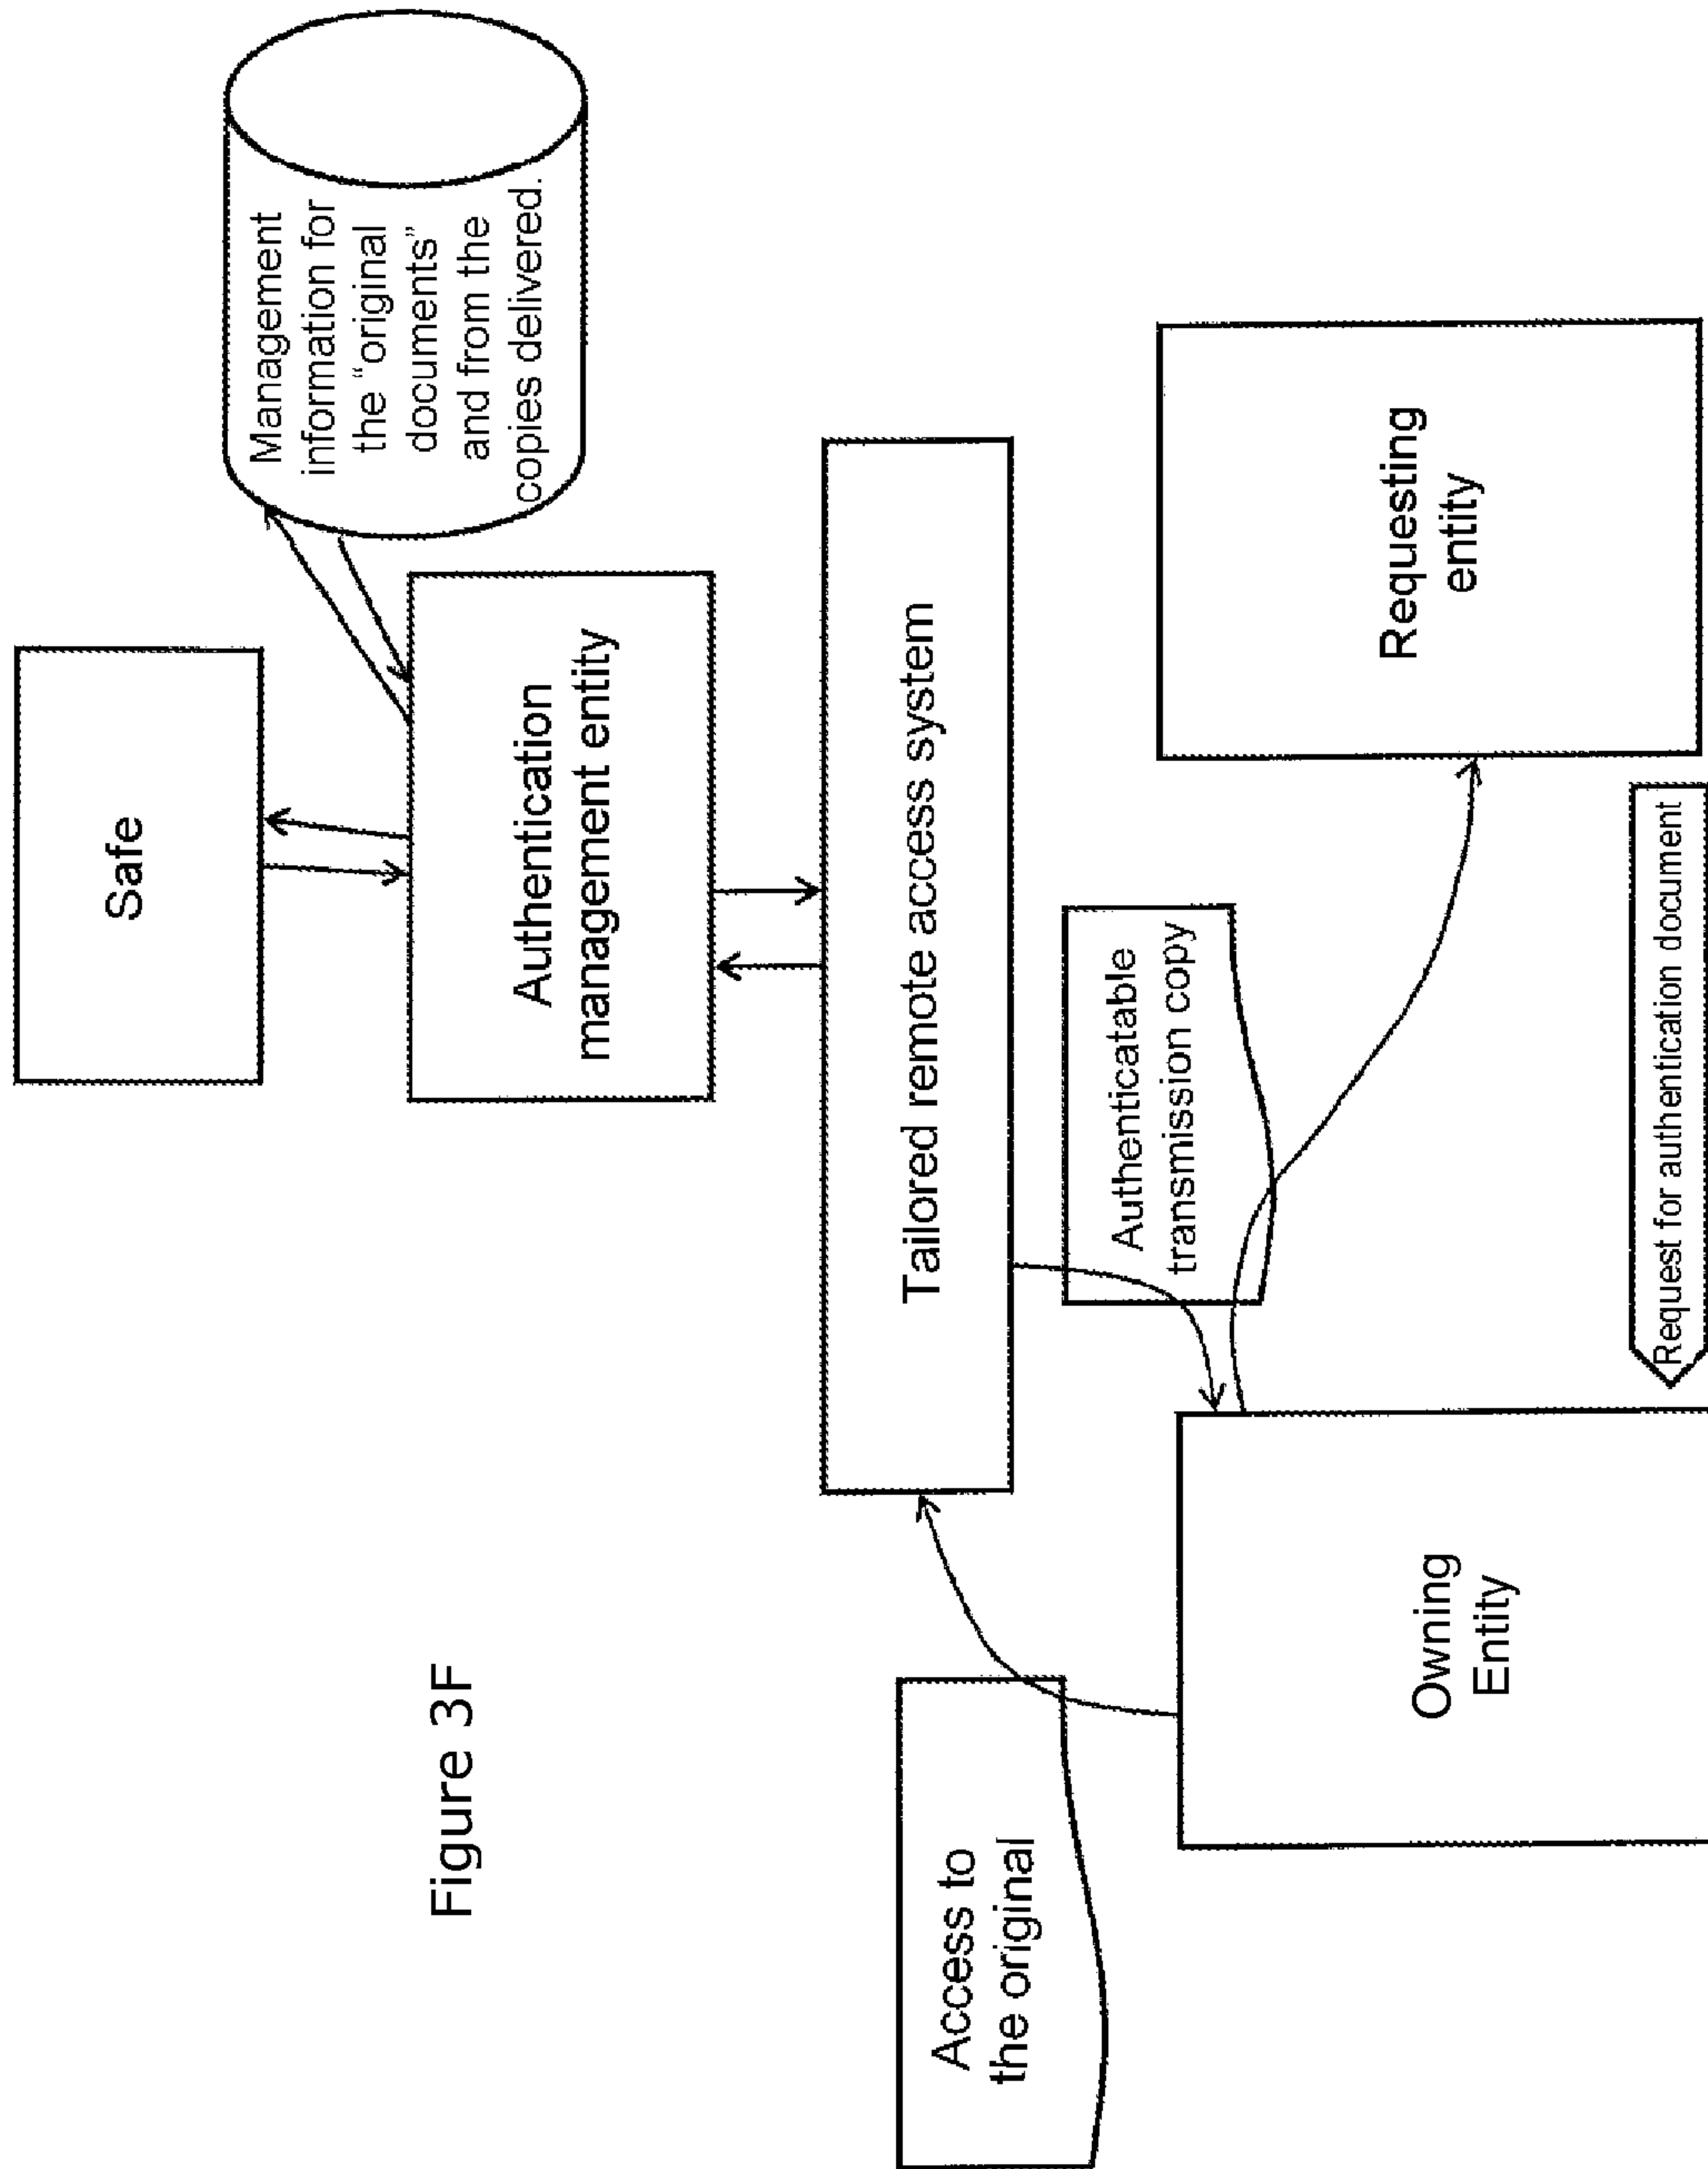 Safe
Management
information for
the “original
documents”
and from the
copies delivered.
Authentication
management entity
Figure 3F
Tailored remote access system
Access to
the original
Authenticatable
transmission copy
Owning
Entity
Requesting
entity
Request for authentication document